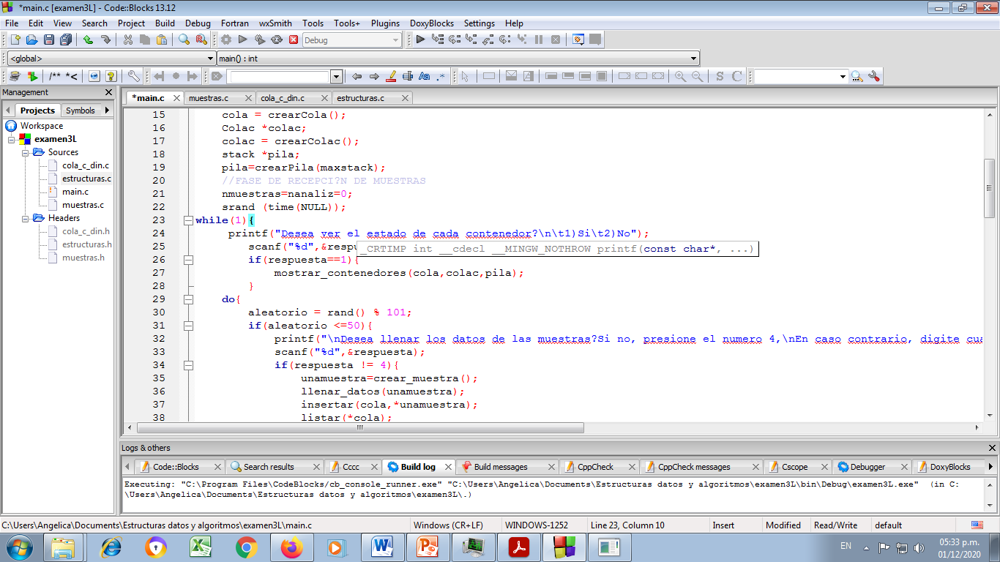 *main.c [examen3L] - Code::Blocks 13.12
File Edit View Search Project Build Debug Fortran wxSmith Tools Tools+ Plugins DoxyBlocks Settings Help
Debug
<global> main() : int
/** *<
S C
Management
Projects Symbols
Workspace
examen3L
Sources
cola_c_din.c
estructuras.c
main.c
muestras.c
Headers
cola_c_din.h
estructuras.h
muestras.h
*main.c muestras.c cola_c_din.c estructuras.c
15 cola = crearCola();
16 Colac *colac;
17 colac = crearColac();
18 stack *pila;
19 pila=crearPila(maxstack);
20 //FASE DE RECEPCI?N DE MUESTRAS
21 nmuestras=nanaliz=0;
22 srand (time(NULL));
23 while(1){
24 printf("Desea ver el estado de cada contenedor?\n\t1)Si\t2)No");
25 scanf("%d",&respu
_CRTIMP int __cdecl __MINGW_NOTHROW printf(const char*, ...)
26 if(respuesta==1){
27 mostrar_contenedores(cola,colac,pila);
28 }
29 do{
30 aleatorio = rand() % 101;
31 if(aleatorio <=50){
32 printf("\nDesea llenar los datos de las muestras?Si no, presione el numero 4,\nEn caso contrario, digite cua
33 scanf("%d",&respuesta);
34 if(respuesta != 4){
35 unamuestra=crear_muestra();
36 llenar_datos(unamuestra);
37 insertar(cola,*unamuestra);
38 listar(*cola);
Logs & others
Code::Blocks Search results Cccc Build log Build messages CppCheck CppCheck messages Cscope Debugger DoxyBlocks
Executing: "C:\Program Files\CodeBlocks/cb_console_runner.exe" "C:\Users\Angelica\Documents\Estructuras datos y algoritmos\examen3L\bin\Debug\examen3L.exe" (in C:
\Users\Angelica\Documents\Estructuras datos y algoritmos\examen3L\.)
C:\Users\Angelica\Documents\Estructuras datos y algoritmos\examen3L\main.c Windows (CR+LF) WINDOWS-1252 Line 23, Column 10 Insert Modified Read/Write default
EN
05:33 p.m.
01/12/2020